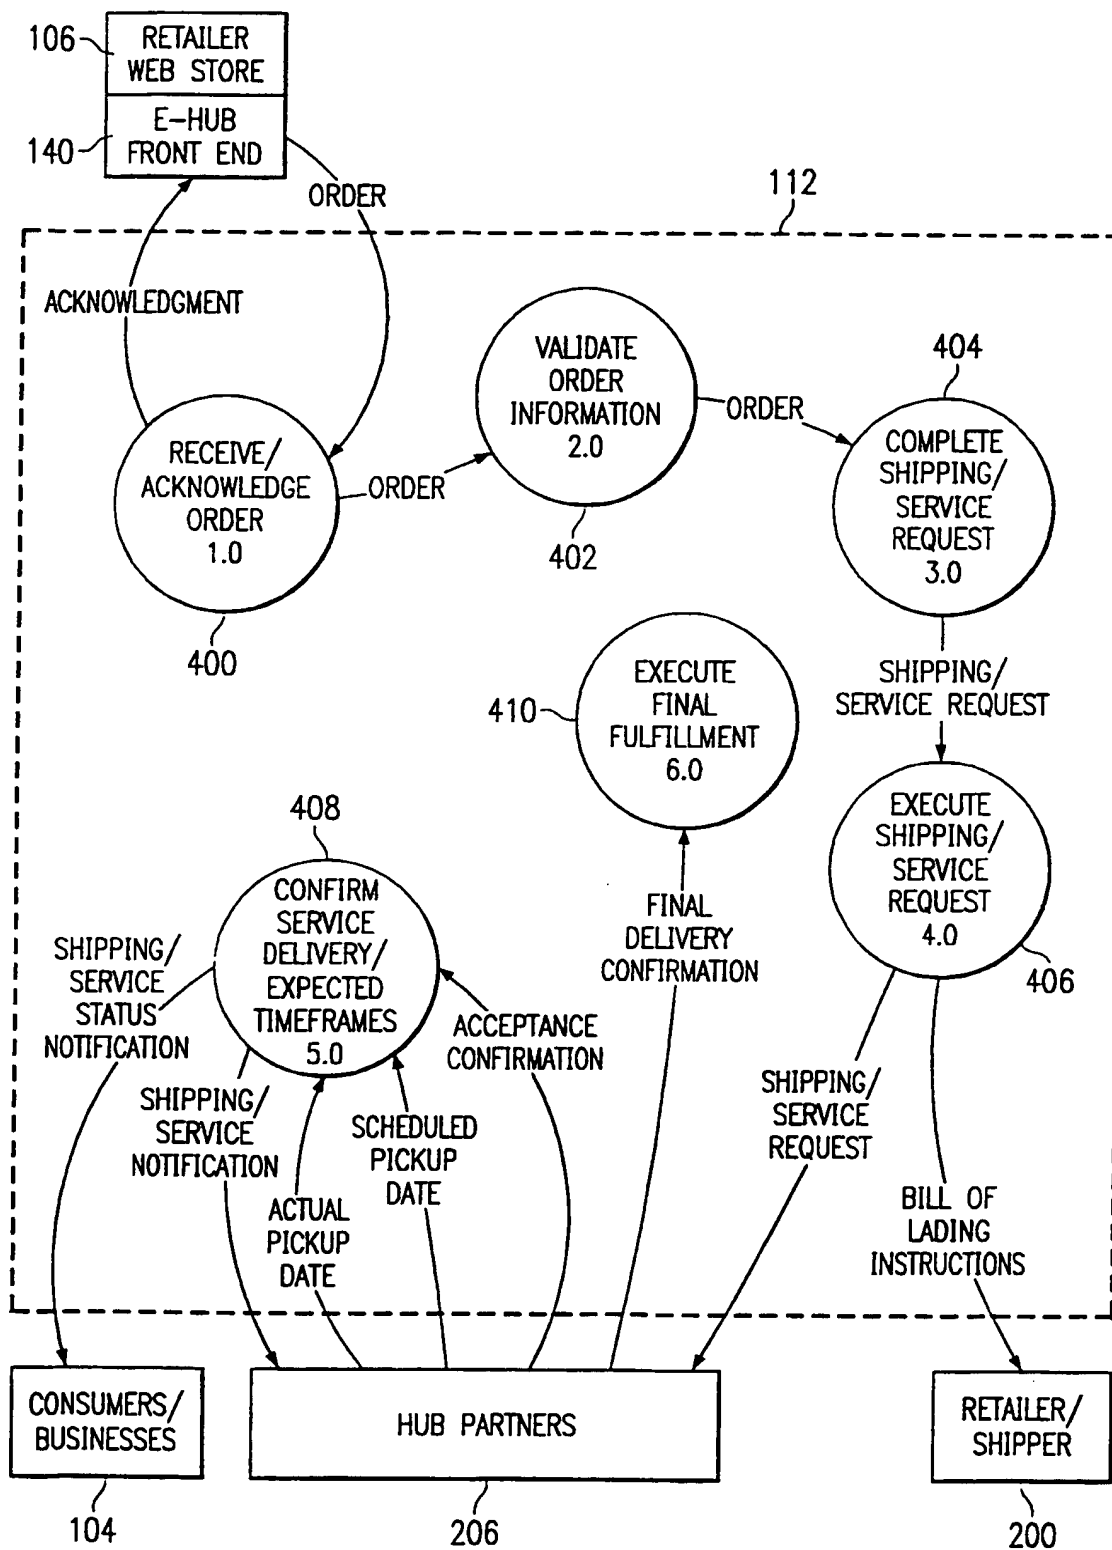 106
RETAILER
WEB STORE
140
E-HUB
FRONT END
ORDER
112
ACKNOWLEDGMENT
VALIDATE
ORDER
INFORMATION
2.0
402
ORDER
404
COMPLETE
SHIPPING/
SERVICE
REQUEST
3.0
RECEIVE/
ACKNOWLEDGE
ORDER
1.0
400
ORDER
SHIPPING/
SERVICE REQUEST
410
EXECUTE
FINAL
FULFILLMENT
6.0
EXECUTE
SHIPPING/
SERVICE
REQUEST
4.0
406
408
CONFIRM
SERVICE
DELIVERY/
EXPECTED
TIMEFRAMES
5.0
FINAL
DELIVERY
CONFIRMATION
SHIPPING/
SERVICE
STATUS
NOTIFICATION
ACCEPTANCE
CONFIRMATION
SHIPPING/
SERVICE
NOTIFICATION
SCHEDULED
PICKUP
DATE
ACTUAL
PICKUP
DATE
SHIPPING/
SERVICE
REQUEST
BILL OF
LADING
INSTRUCTIONS
CONSUMERS/
BUSINESSES
104
HUB PARTNERS
206
RETAILER/
SHIPPER
200